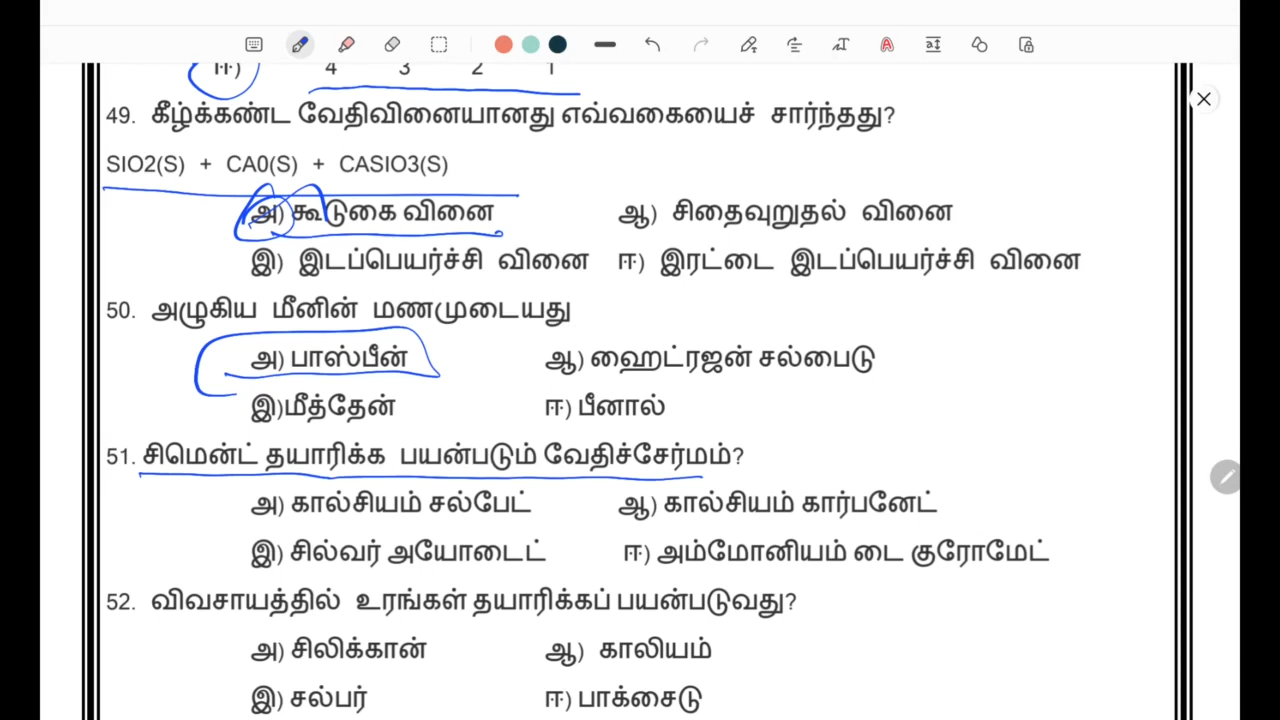 ஈ) 4 3 2 1
49. கீழ்க்கண்ட வேதிவினையானது எவ்வகையைச் சார்ந்தது?
SIO2(S) + CA0(S) + CASIO3(S)
அ) கூடுகை வினை ஆ) சிதைவுறுதல் வினை
இ) இடப்பெயர்ச்சி வினை ஈ) இரட்டை இடப்பெயர்ச்சி வினை
50. அழுகிய மீனின் மணமுடையது
அ) பாஸ்பீன் ஆ) ஹைட்ரஜன் சல்பைடு
இ)மீத்தேன் ஈ) பீனால்
51. சிமென்ட் தயாரிக்க பயன்படும் வேதிச்சேர்மம்?
அ) கால்சியம் சல்பேட் ஆ) கால்சியம் கார்பனேட்
இ) சில்வர் அயோடைட் ஈ) அம்மோனியம் டை குரோமேட்
52. விவசாயத்தில் உரங்கள் தயாரிக்கப் பயன்படுவது?
அ) சிலிக்கான் ஆ) காலியம்
இ) சல்பர் ஈ) பாக்சைடு